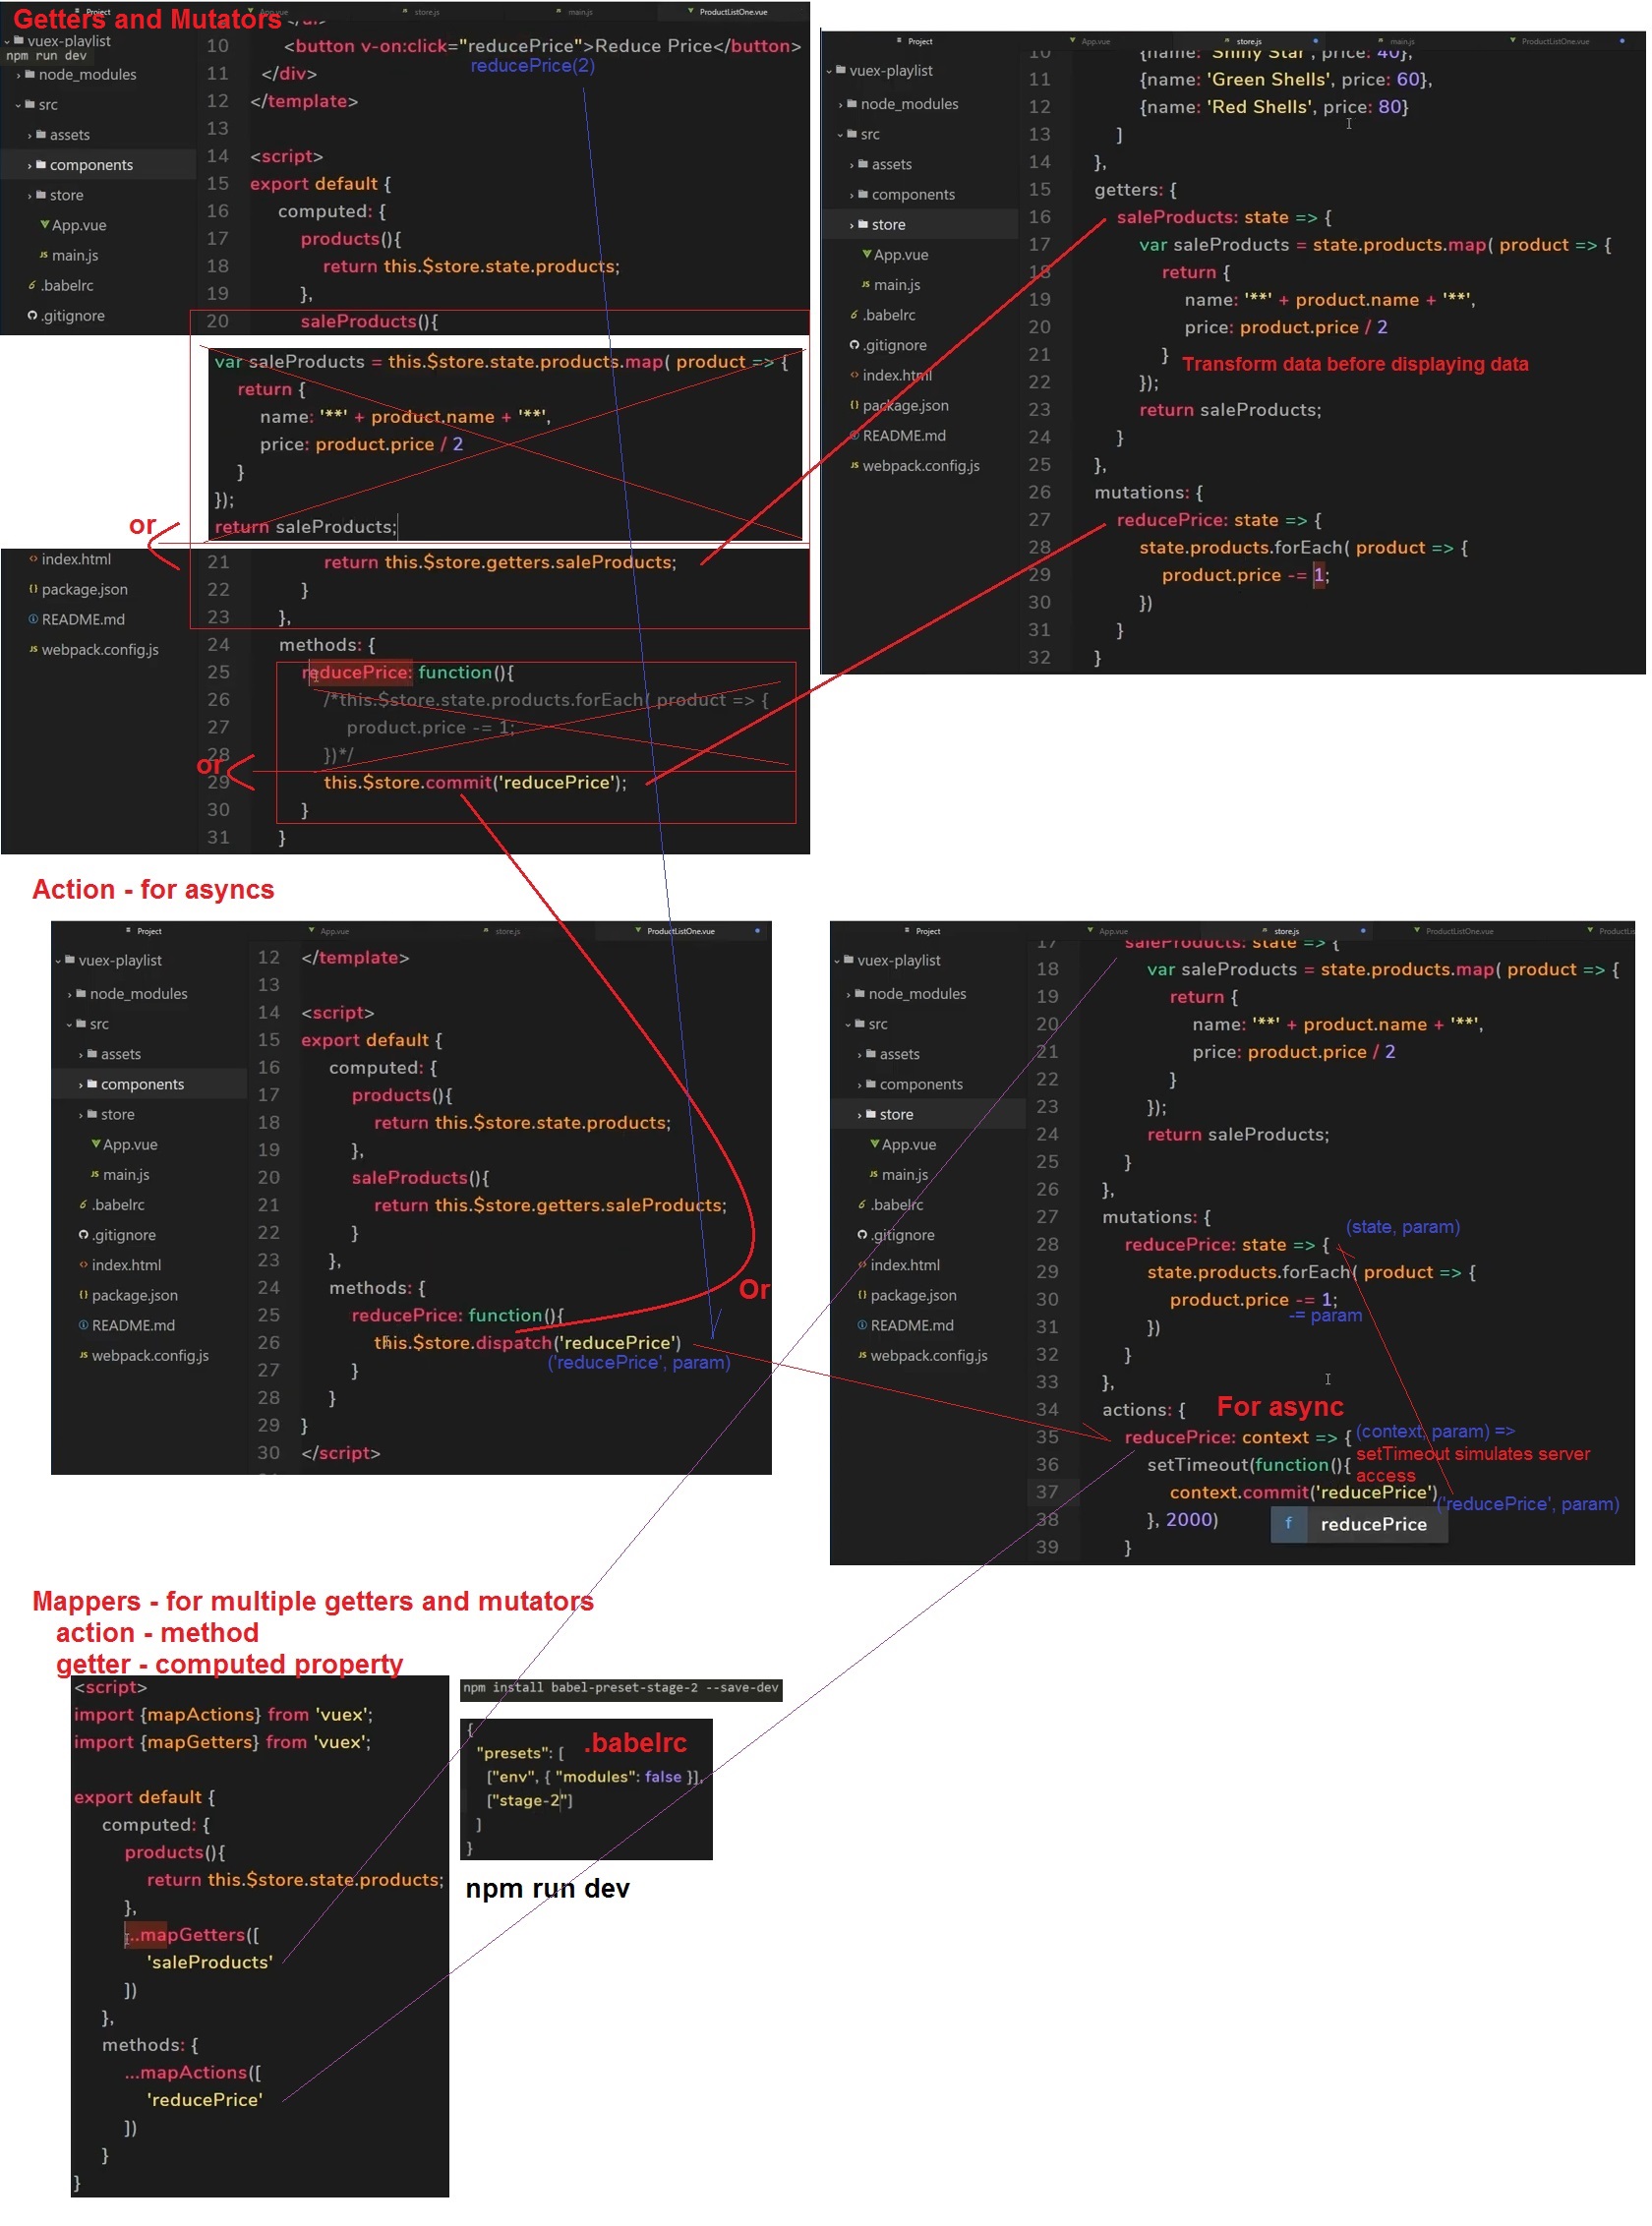 Getters and Mutators
Project
App.vue
store.js
main.js
ProductListOne.vue
vuex-playlist
npm run dev
node_modules
src
assets
components
store
App.vue
main.js
.babelrc
.gitignore
10 <button v-on:click="reducePrice">Reduce Price</button>
reducePrice(2)
11 </div>
12 </template>
13
14 <script>
15 export default {
16 computed: {
17 products(){
18 return this.$store.state.products;
19 },
20 saleProducts(){
var saleProducts = this.$store.state.products.map( product => {
return {
name: '**' + product.name + '**',
price: product.price / 2
}
});
return saleProducts;
or
index.html
package.json
README.md
webpack.config.js
21 return this.$store.getters.saleProducts;
22 }
23 },
24 methods: {
25 reducePrice: function(){
26 /*this.$store.state.products.forEach( product => {
27 product.price -= 1;
28 })*/
or
29 this.$store.commit('reducePrice');
30 }
31 }
Project
App.vue
store.js
main.js
ProductListOne.vue
vuex-playlist
node_modules
src
assets
components
store
App.vue
main.js
.babelrc
.gitignore
index.html
package.json
README.md
webpack.config.js
10 {name: 'Shiny Star', price: 40},
11 {name: 'Green Shells', price: 60},
12 {name: 'Red Shells', price: 80}
13 ]
14 },
15 getters: {
16 saleProducts: state => {
17 var saleProducts = state.products.map( product => {
18 return {
19 name: '**' + product.name + '**',
20 price: product.price / 2
21 }
Transform data before displaying data
22 });
23 return saleProducts;
24 }
25 },
26 mutations: {
27 reducePrice: state => {
28 state.products.forEach( product => {
29 product.price -= 1;
30 })
31 }
32 }
Action - for asyncs
Project
App.vue
store.js
ProductListOne.vue
vuex-playlist
node_modules
src
assets
components
store
App.vue
main.js
.babelrc
.gitignore
index.html
package.json
README.md
webpack.config.js
12 </template>
13
14 <script>
15 export default {
16 computed: {
17 products(){
18 return this.$store.state.products;
19 },
20 saleProducts(){
21 return this.$store.getters.saleProducts;
22 }
23 },
24 methods: {
Or
25 reducePrice: function(){
26 this.$store.dispatch('reducePrice')
('reducePrice', param)
27 }
28 }
29 }
30 </script>
Project
App.vue
store.js
ProductListOne.vue
vuex-playlist
node_modules
src
assets
components
store
App.vue
main.js
.babelrc
.gitignore
index.html
package.json
README.md
webpack.config.js
17 saleProducts: state => {
18 var saleProducts = state.products.map( product => {
19 return {
20 name: '**' + product.name + '**',
21 price: product.price / 2
22 }
23 });
24 return saleProducts;
25 }
26 },
27 mutations: {
(state, param)
28 reducePrice: state => {
29 state.products.forEach( product => {
30 product.price -= 1;
-= param
31 })
32 }
33 },
34 actions: {
For async
35 reducePrice: context => {
(context, param) =>
36 setTimeout(function(){
setTimeout simulates server
access
37 context.commit('reducePrice')
('reducePrice', param)
38 }, 2000)
f reducePrice
39 }
Mappers - for multiple getters and mutators
action - method
getter - computed property
<script>
import {mapActions} from 'vuex';
import {mapGetters} from 'vuex';
export default {
computed: {
products(){
return this.$store.state.products;
},
...mapGetters([
'saleProducts'
])
},
methods: {
...mapActions([
'reducePrice'
])
}
}
npm install babel-preset-stage-2 --save-dev
.babelrc
{
"presets": [
["env", { "modules": false }],
["stage-2"]
]
}
npm run dev